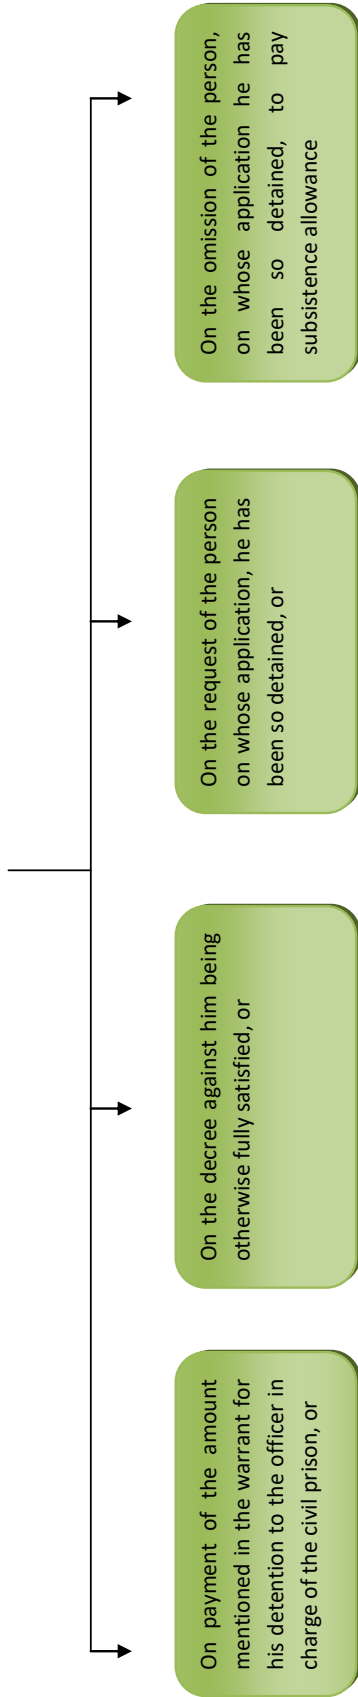 On payment of the amount
mentioned in the warrant for
his detention to the officer in
charge of the civil prison, or
On the decree against him being
otherwise fully satisfied, or
On the request of the person
on whose application, he has
been so detained, or
On the omission of the person,
on whose application he has
been so detained, to pay
subsistence allowance